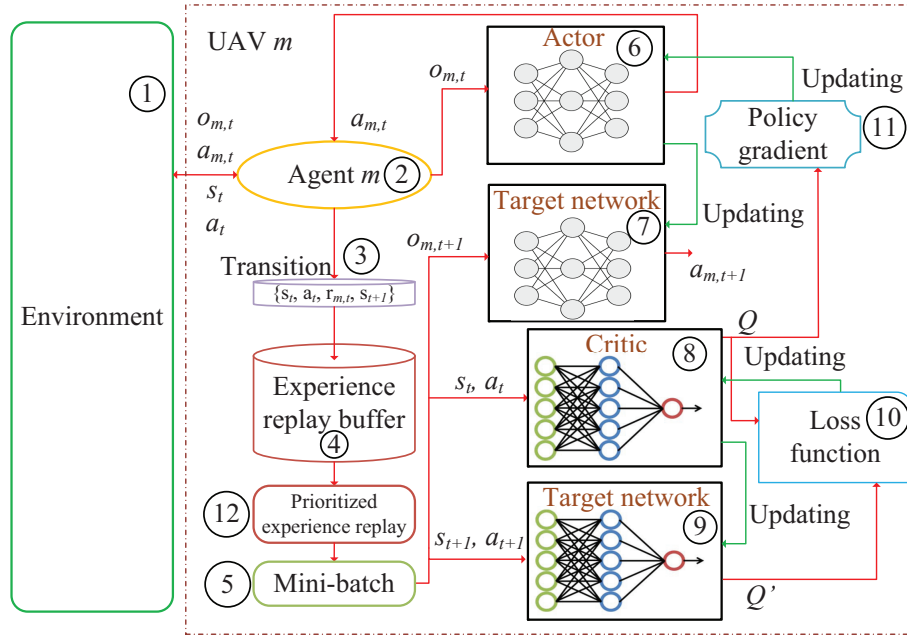 UAV m
Actor
6
1
o_{m,t}
Updating
o_{m,t}
a_{m,t}
Policy
gradient
11
a_{m,t}
Agent m
2
s_t
a_t
Target network
Updating
3
o_{m,t+1}
7
Transition
a_{m,t+1}
{s_t, a_t, r_{m,t}, s_{t+1}}
Environment
Q
Critic
8
Updating
Experience
replay buffer
4
s_t, a_t
Loss
function
10
12
Prioritized
experience replay
Target network
9
Updating
s_{t+1}, a_{t+1}
5
Mini-batch
Q’